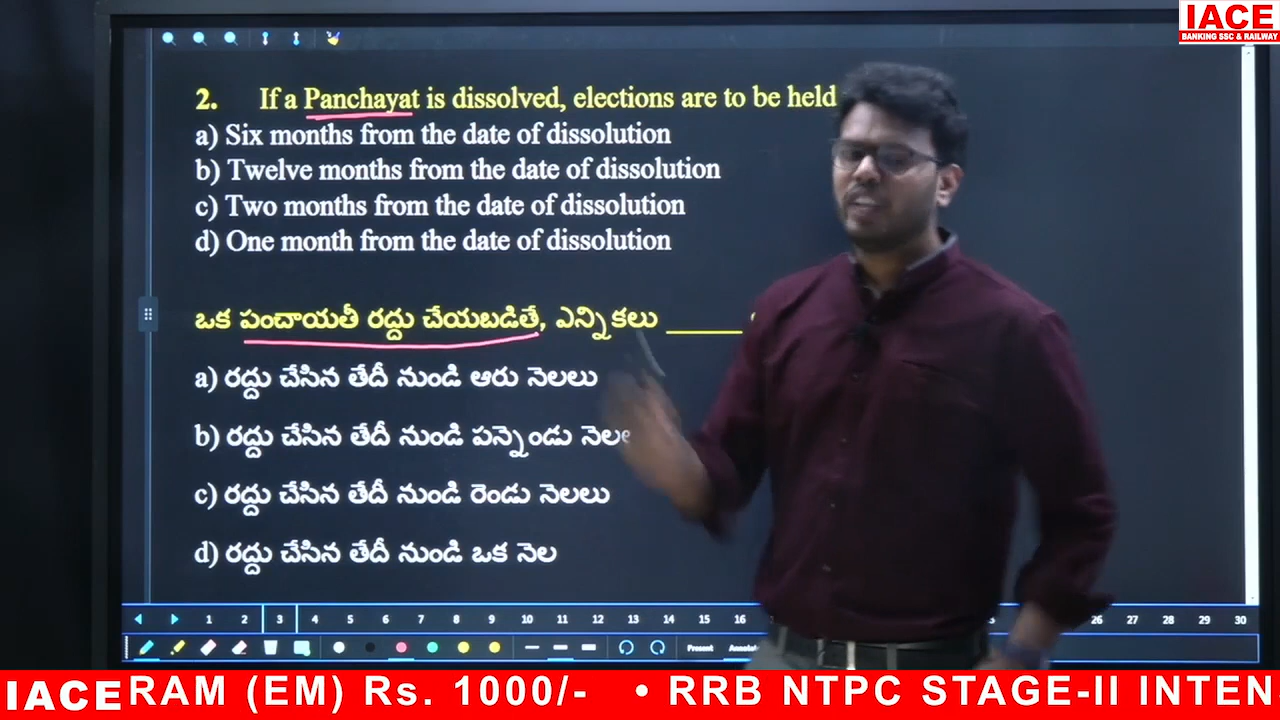 IACE
BANKING SSC & RAILWAY
2. If a Panchayat is dissolved, elections are to be held
a) Six months from the date of dissolution
b) Twelve months from the date of dissolution
c) Two months from the date of dissolution
d) One month from the date of dissolution
ఒక పంచాయతీ రద్దు చేయబడితే, ఎన్నికలు ______
a) రద్దు చేసిన తేదీ నుండి ఆరు నెలలు
b) రద్దు చేసిన తేదీ నుండి పన్నెండు
c) రద్దు చేసిన తేదీ నుండి రెండు నెలలు
d) రద్దు చేసిన తేదీ నుండి ఒక నెల
1 2 3 4 5 6 7 8 9 10 11 12 13 14 15 16 26 27 28 29 30
Present
IACE RAM (EM) Rs. 1000/- • RRB NTPC STAGE-II INTEN